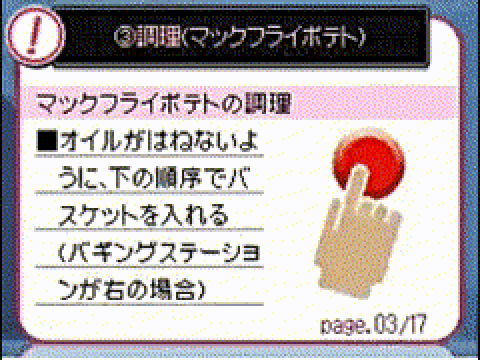 !
③調理(マックフライポテト)
マックフライポテトの調理
■オイルがはねないよ
うに、下の順序でバ
スケットを入れる
(バギングステーショ
ンが右の場合)
page.03/17